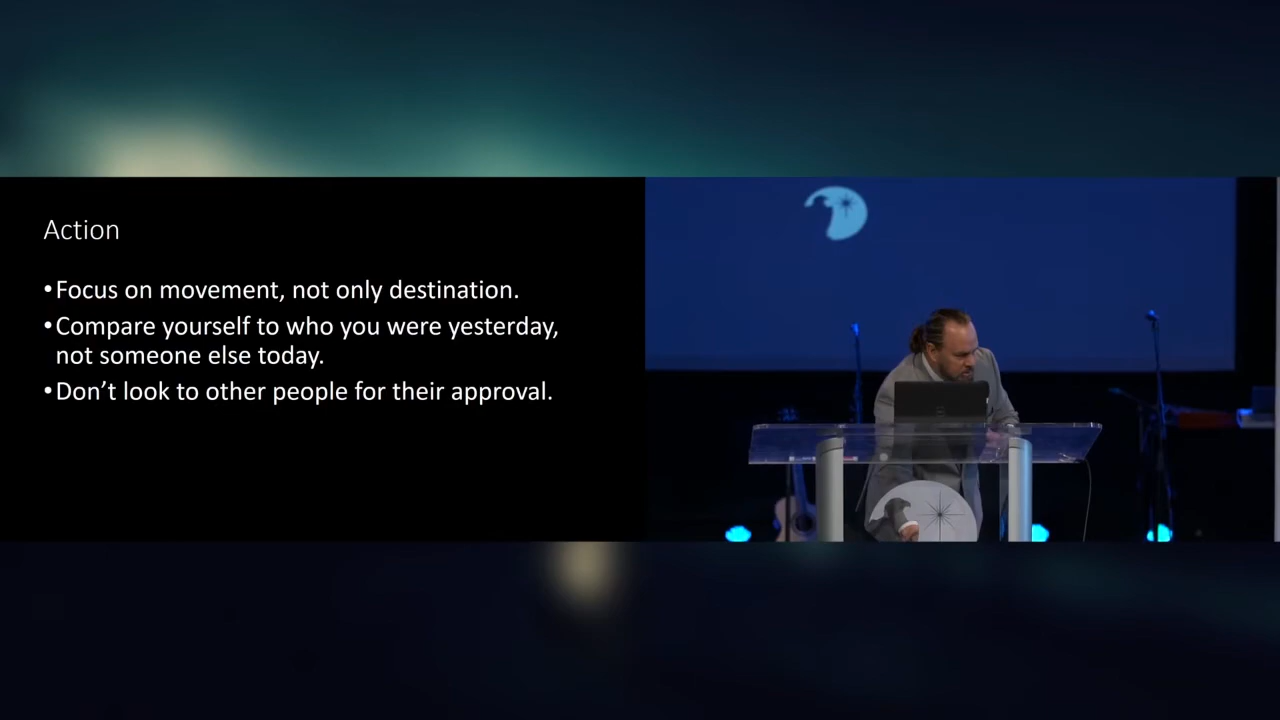 Action
•Focus on movement, not only destination.
•Compare yourself to who you were yesterday,
not someone else today.
•Don’t look to other people for their approval.